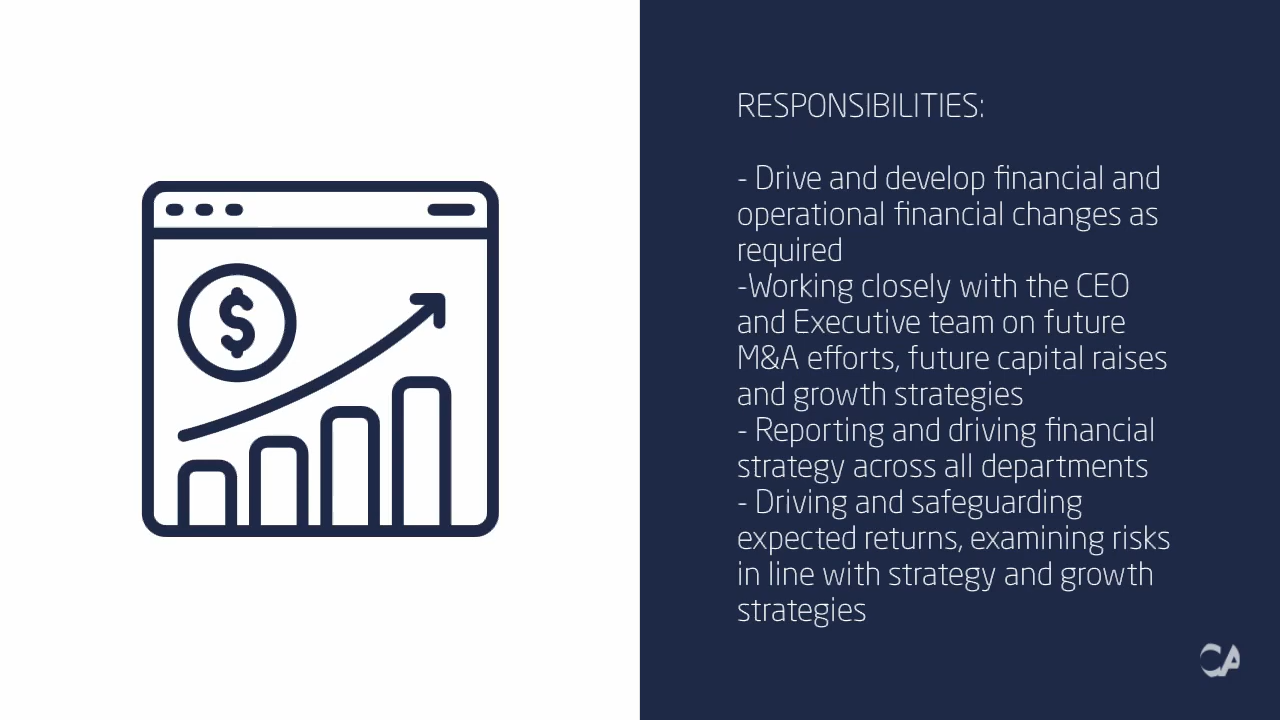 RESPONSIBILITIES:
- Drive and develop financial and
operational financial changes as
required
-Working closely with the CEO
and Executive team on future
M&A efforts, future capital raises
and growth strategies
- Reporting and driving financial
strategy across all departments
- Driving and safeguarding
expected returns, examining risks
in line with strategy and growth
strategies
$
CA